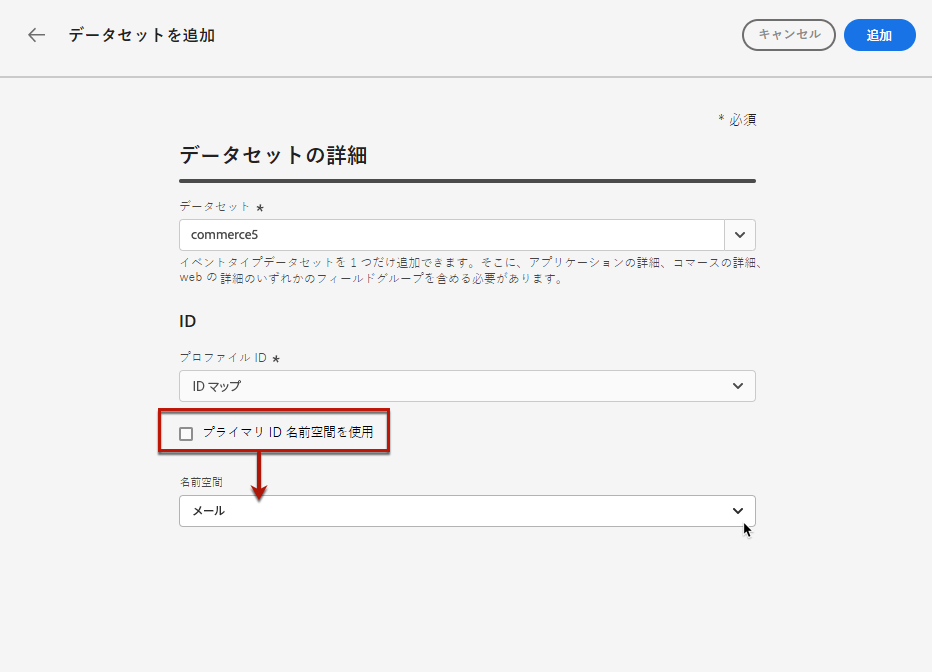 データセットを追加
キャンセル
追加
* 必須
データセットの詳細
データセット *
commerce5
イベントタイプデータセットを 1 つだけ追加できます。そこに、アプリケーションの詳細、コマースの詳細、
web の 詳細のいずれかのフィールドグループを含める必要があります。
ID
プロファイル ID *
ID マップ
プライマリ ID 名前空間を使用
名前空間
メール